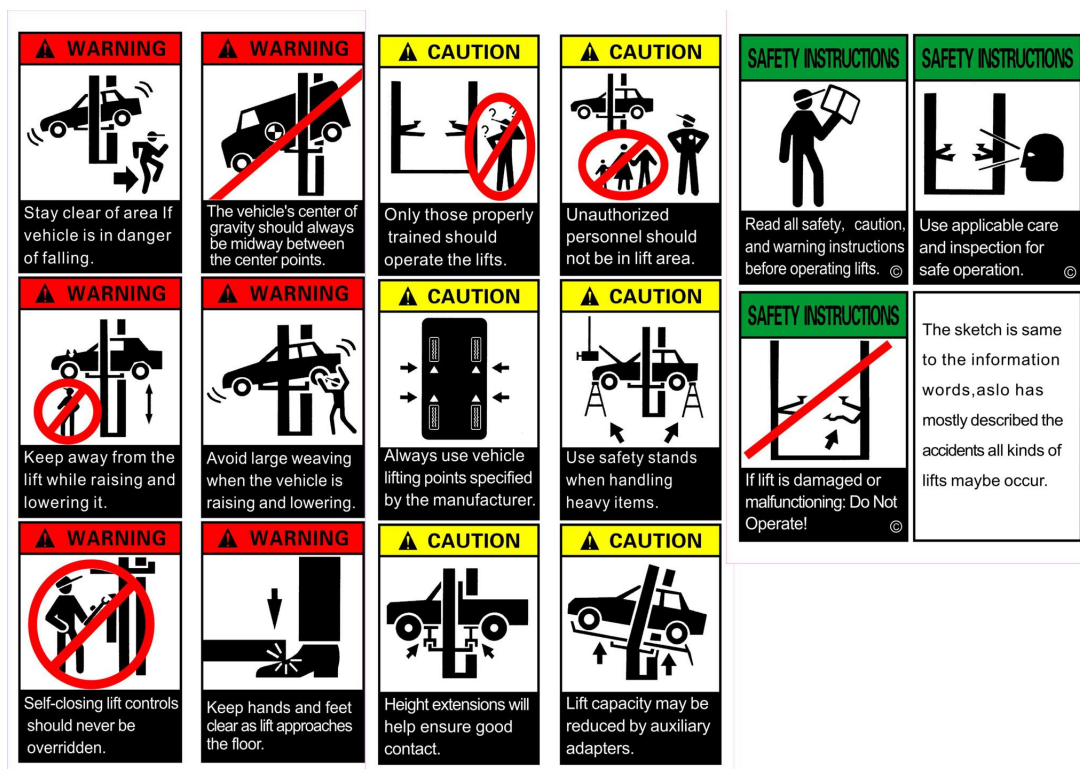 WARNING
Stay clear of area If
vehicle is in danger
of falling.
WARNING
The vehicle's center of
gravity should always
be midway between
the center points.
CAUTION
Only those properly
trained should
operate the lifts.
CAUTION
Unauthorized
personnel should
not be in lift area.
SAFETY INSTRUCTIONS
Read all safety, caution,
and warning instructions
before operating lifts. ©
SAFETY INSTRUCTIONS
Use applicable care
and inspection for
safe operation. ©
WARNING
Keep away from the
lift while raising and
lowering it.
WARNING
Avoid large weaving
when the vehicle is
raising and lowering.
CAUTION
Always use vehicle
lifting points specified
by the manufacturer.
CAUTION
Use safety stands
when handling
heavy items.
SAFETY INSTRUCTIONS
If lift is damaged or
malfunctioning: Do Not
Operate! ©
The sketch is same
to the information
words,aslo has
mostly described the
accidents all kinds of
lifts maybe occur.
WARNING
Self-closing lift controls
should never be
overridden.
WARNING
Keep hands and feet
clear as lift approaches
the floor.
CAUTION
Height extensions will
help ensure good
contact.
CAUTION
Lift capacity may be
reduced by auxiliary
adapters.